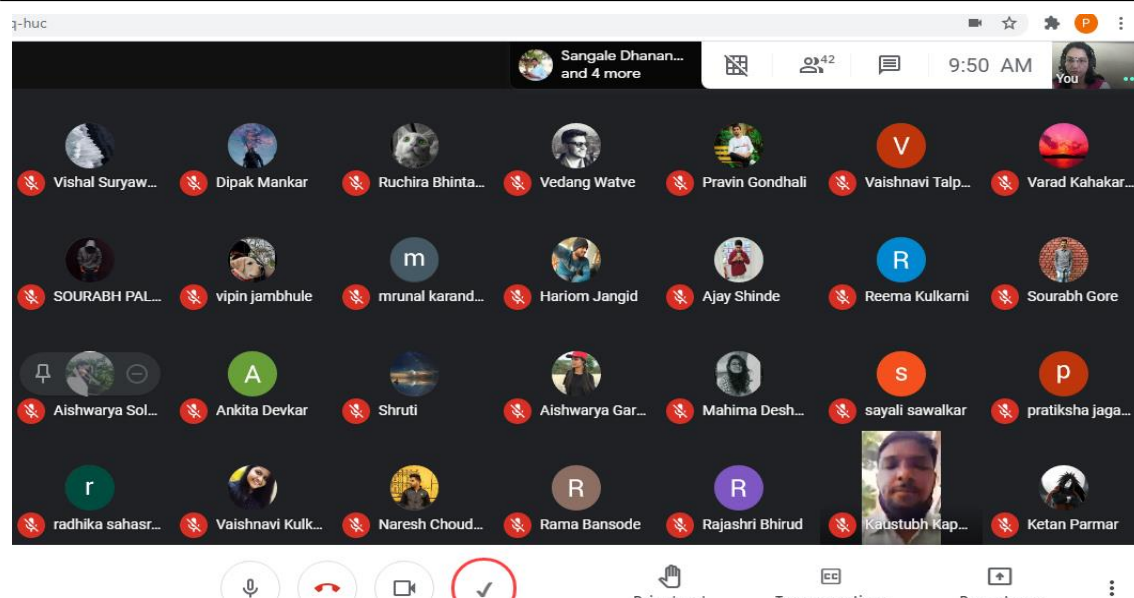 q-huc
P
Sangale Dhanan...
and 4 more
42
9:50 AM
You
V
Vishal Suryaw...
Dipak Mankar
Ruchira Bhinta...
Vedang Watve
Pravin Gondhali
Vaishnavi Talp...
Varad Kahakar...
m
R
SOURABH PAL...
vipin jambhule
mrunal karand...
Hariom Jangid
Ajay Shinde
Reema Kulkarni
Sourabh Gore
A
s
p
Aishwarya Sol...
Ankita Devkar
Shruti
Aishwarya Gar...
Mahima Desh...
sayali sawalkar
pratiksha jaga...
r
R
R
radhika sahasr...
Vaishnavi Kulk...
Naresh Choud...
Rama Bansode
Rajashri Bhirud
Kaustubh Kap...
Ketan Parmar
CC